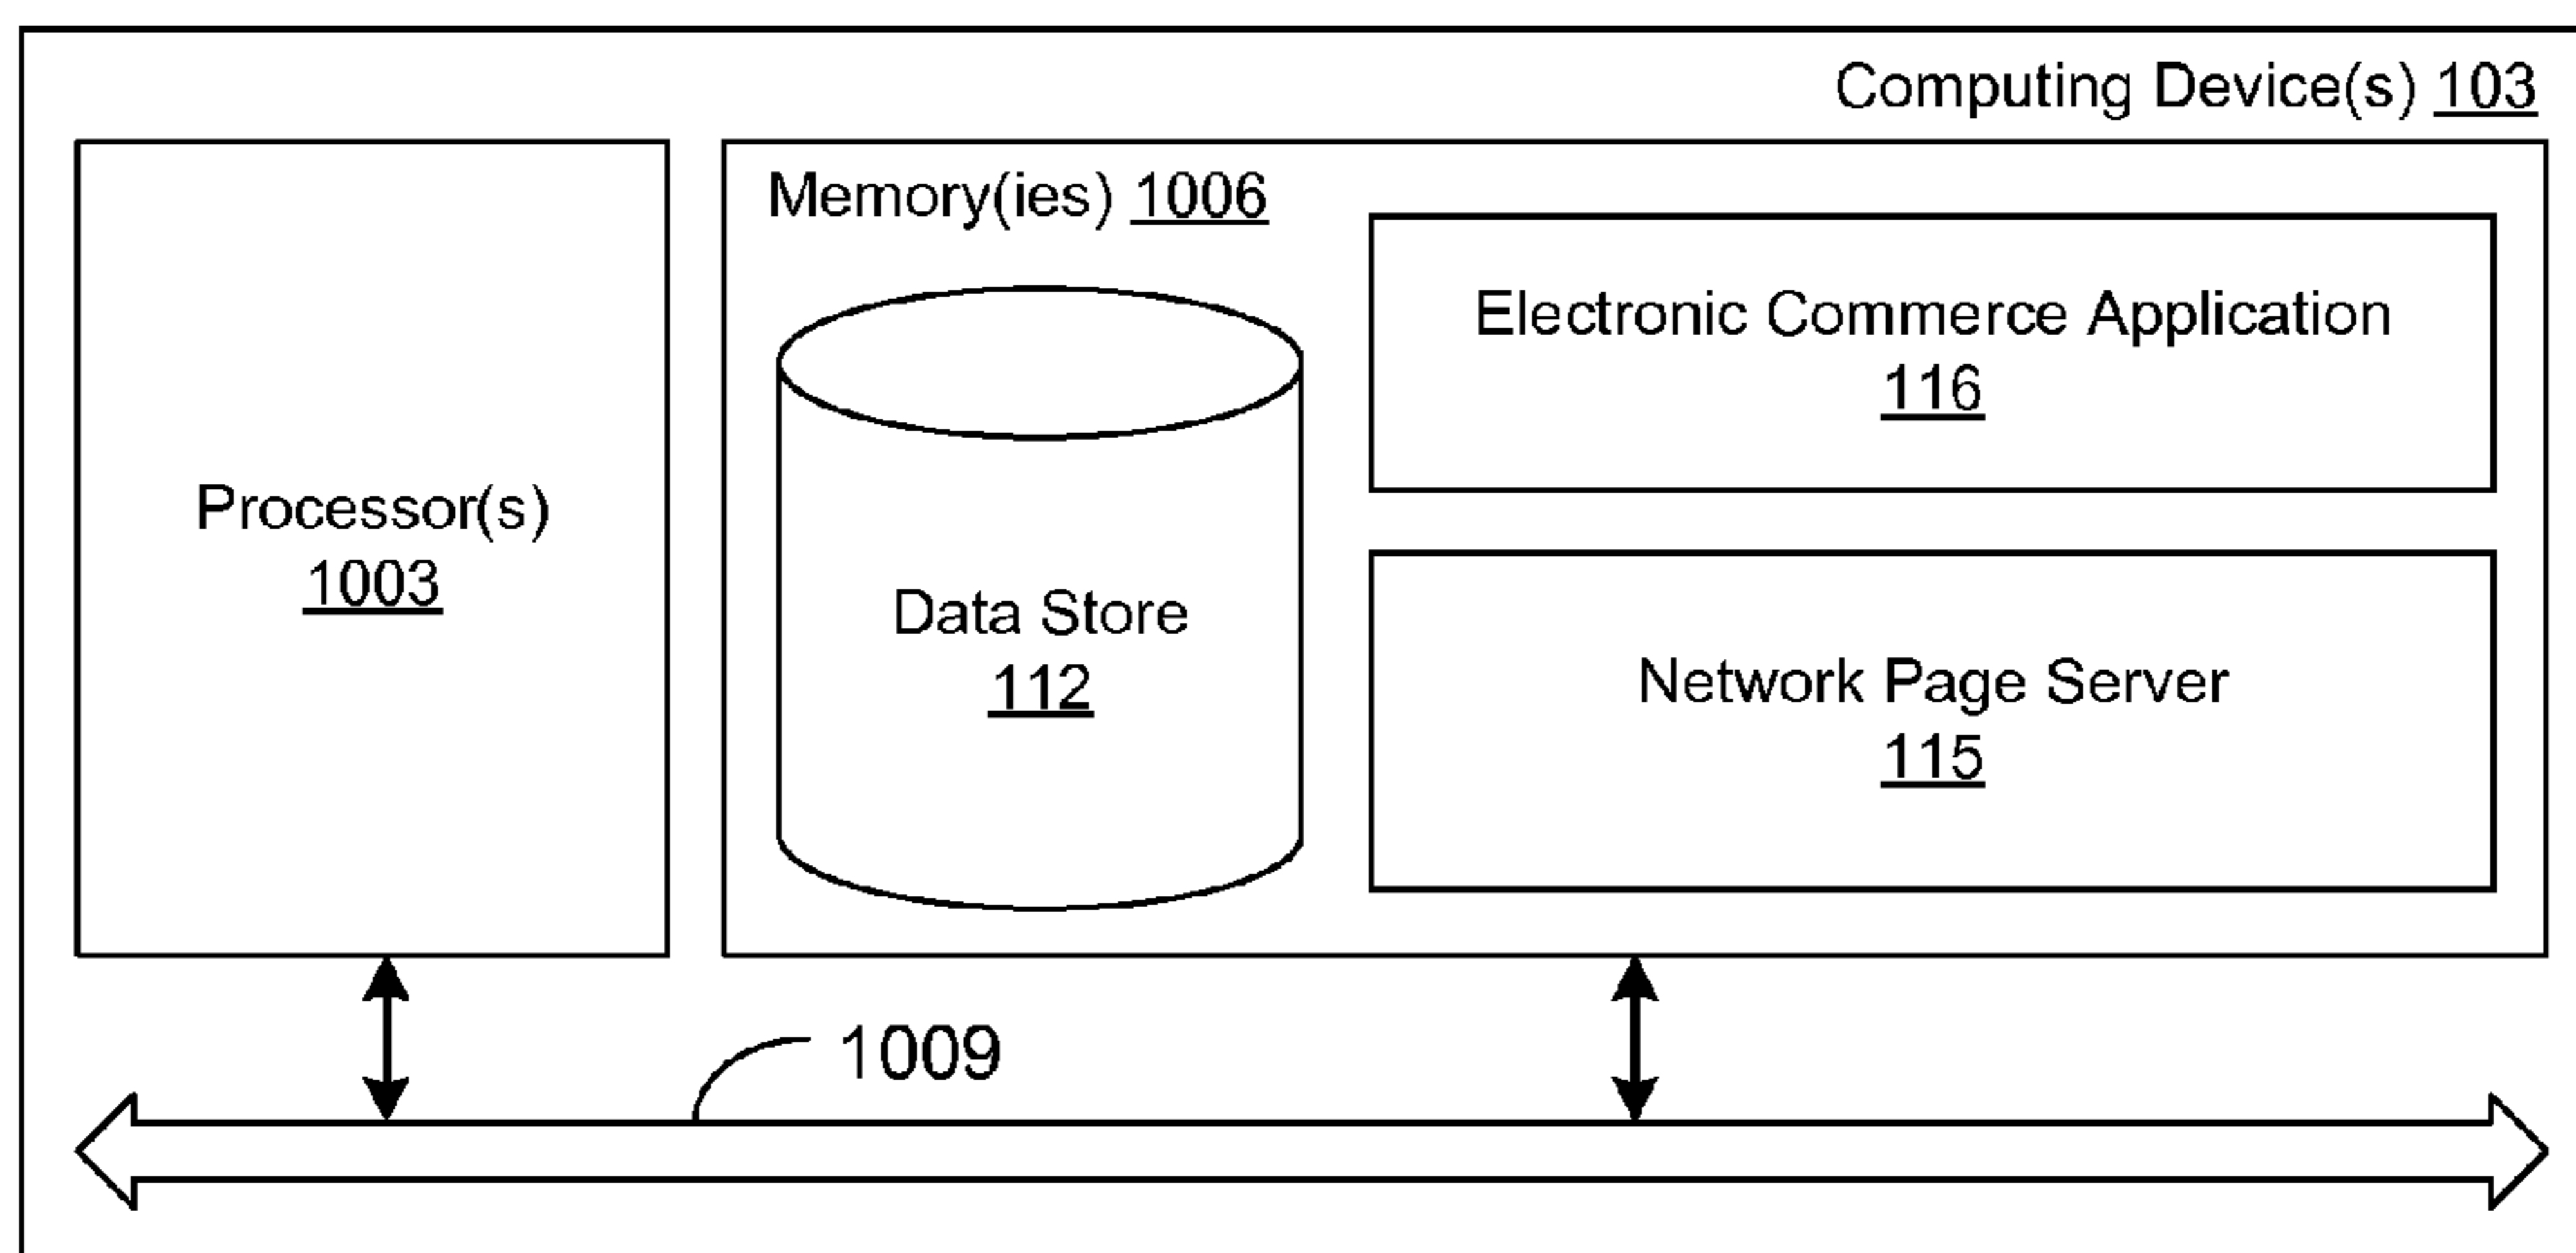 Computing Device(s) 103
Memory(ies) 1006
Electronic Commerce Application
116
Processor(s)
1003
Data Store
112
Network Page Server
115
1009